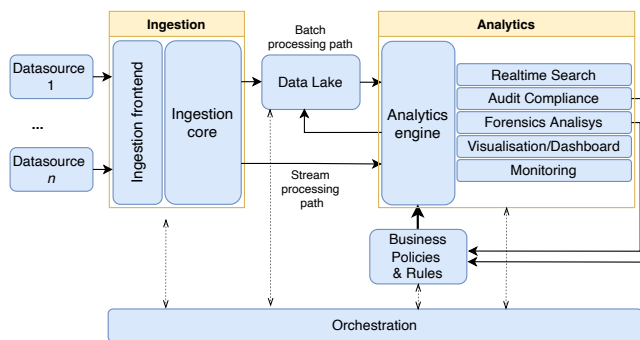 Ingestion
Batch
processing path
Analytics
Datasource
1
...
Datasource
n
Ingestion frontend
Ingestion
core
Data Lake
Stream
processing
path
Analytics
engine
Realtime Search
Audit Compliance
Forensics Analisys
Visualisation/Dashboard
Monitoring
Business
Policies
& Rules
Orchestration